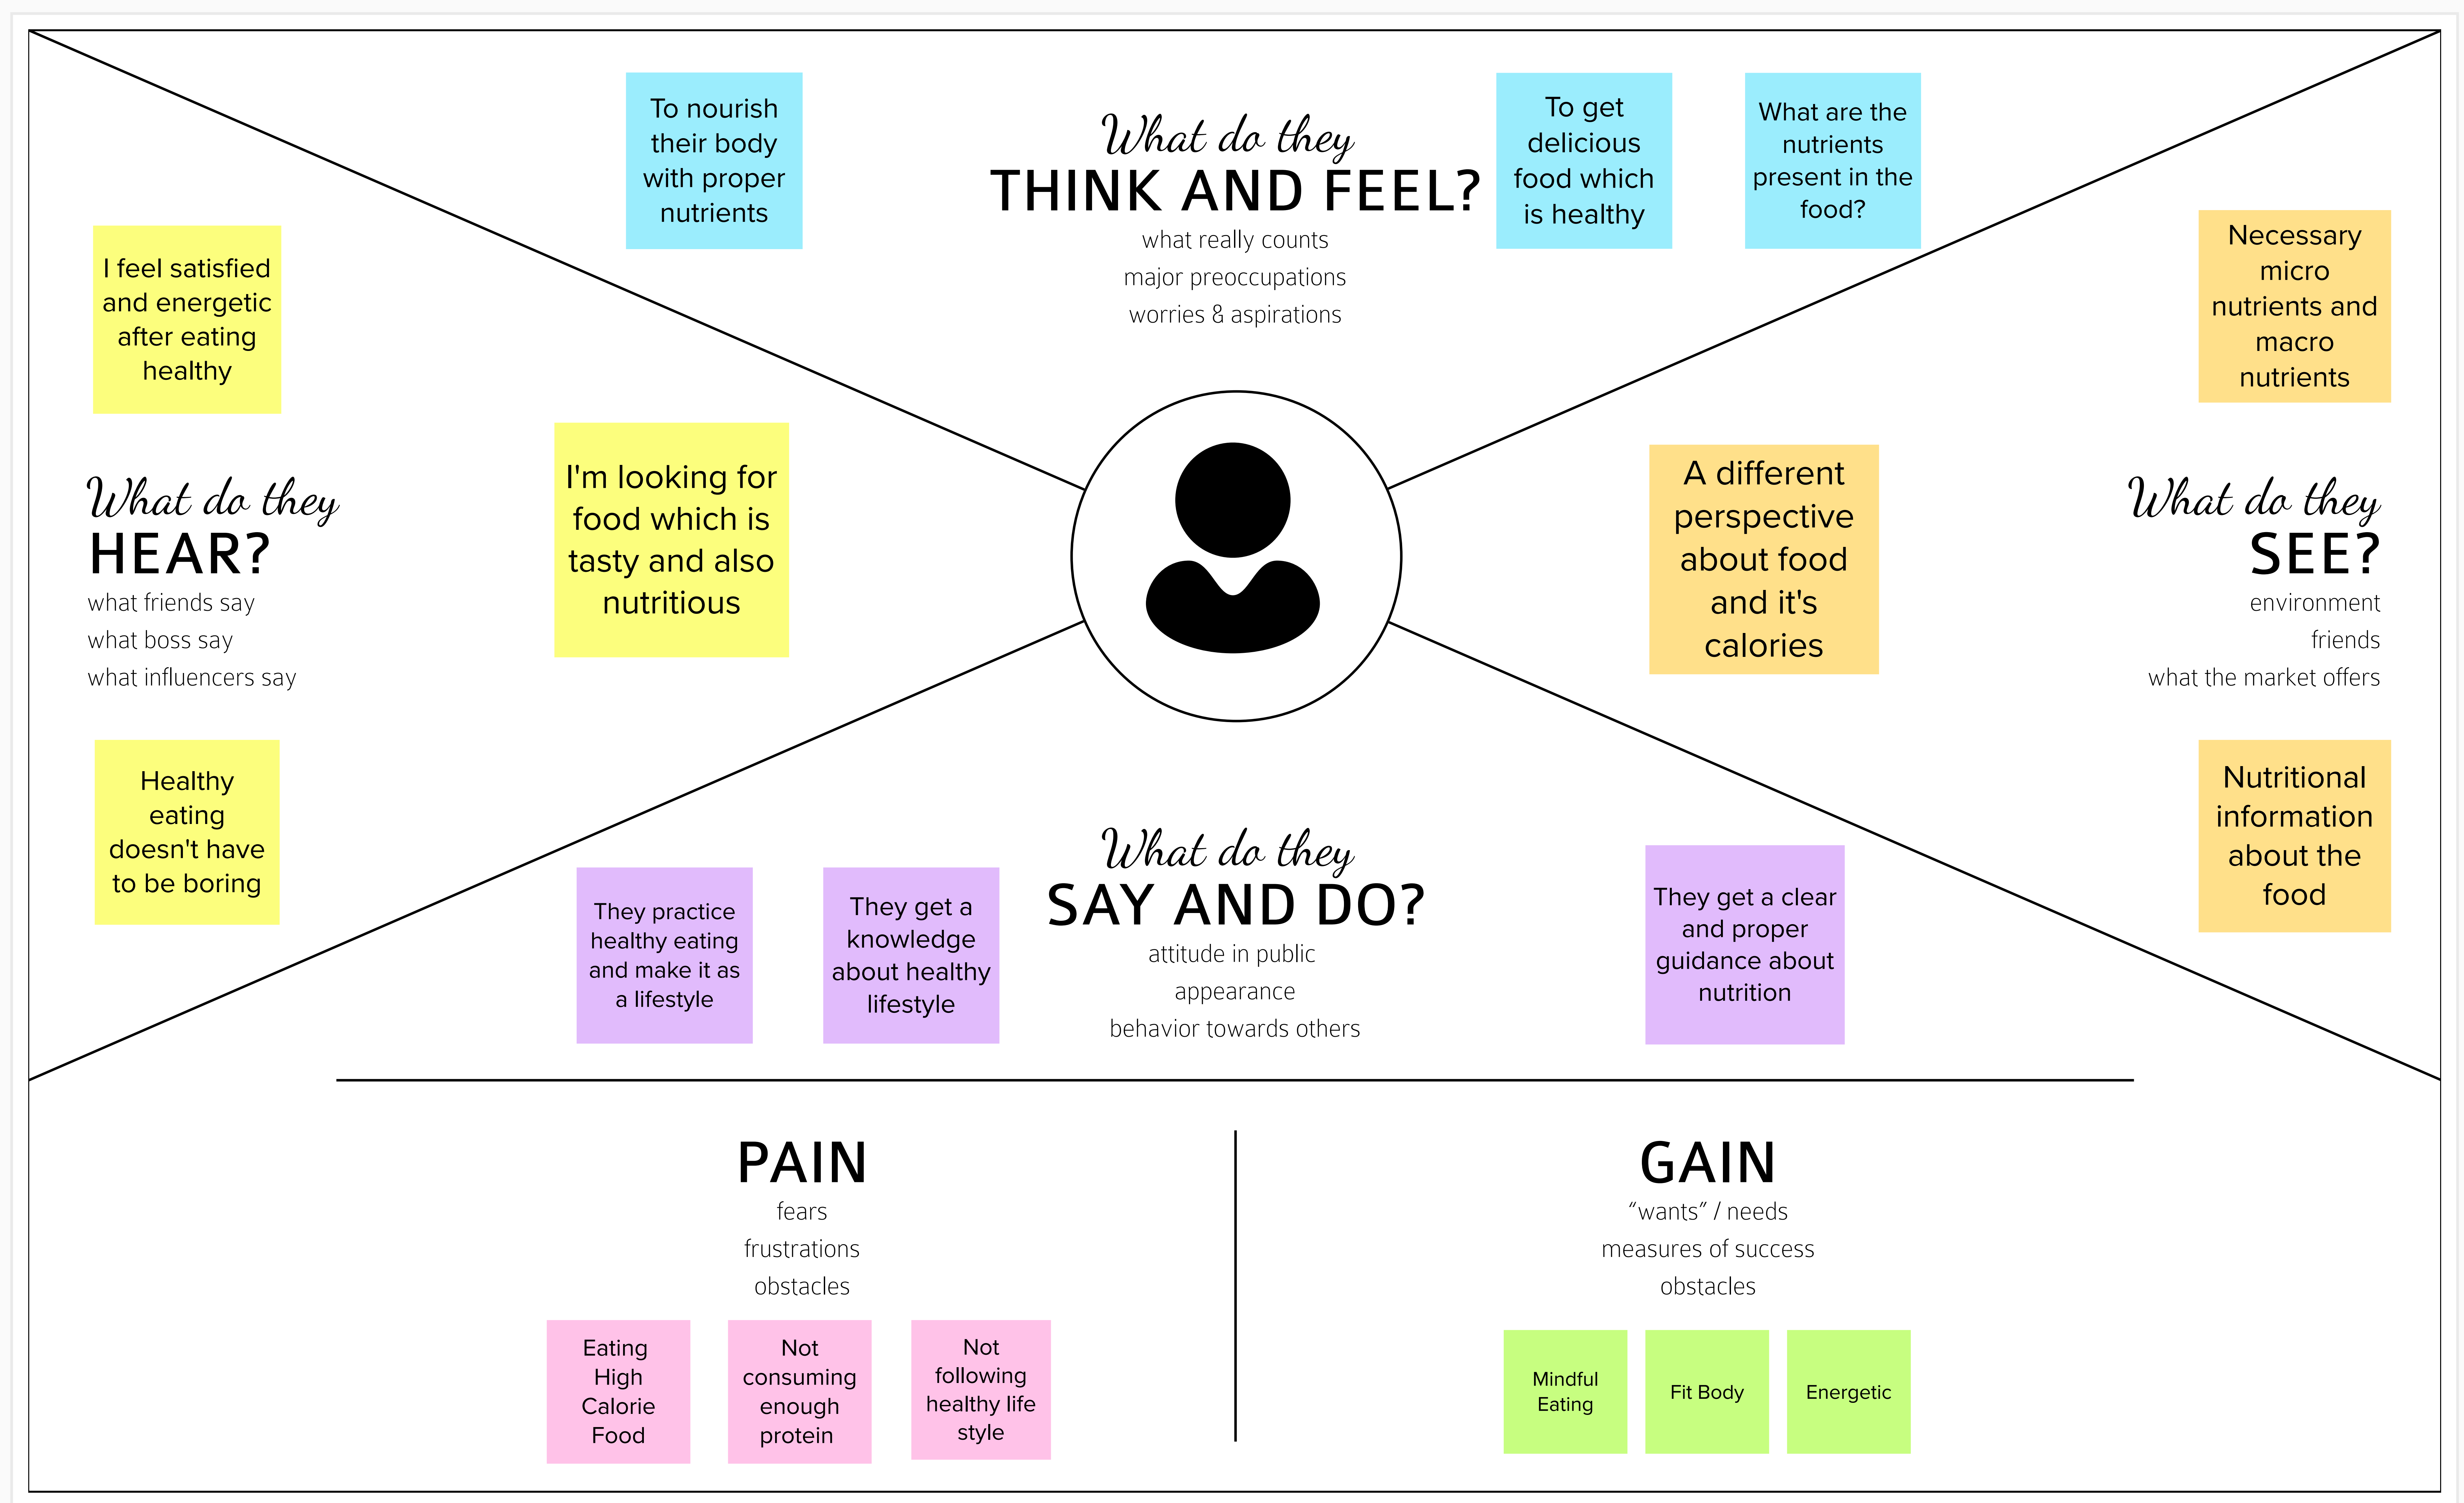 To nourish
their body
with proper
nutrients
What do they
THINK AND FEEL?
what really counts
major preoccupations
worries & aspirations
To get
delicious
food which
is healthy
What are the
nutrients
present in the
food?
I feel satisfied
and energetic
after eating
healthy
I'm looking for
food which is
tasty and also
nutritious
What do they
HEAR?
what friends say
what boss say
what influencers say
Healthy
eating
doesn't have
to be boring
Necessary
micro
nutrients and
macro
nutrients
A different
perspective
about food
and it's
calories
What do they
SEE?
environment
friends
what the market offers
Nutritional
information
about the
food
They practice
healthy eating
and make it as
a lifestyle
They get a
knowledge
about healthy
lifestyle
What do they
SAY AND DO?
attitude in public
appearance
behavior towards others
They get a clear
and proper
guidance about
nutrition
PAIN
fears
frustrations
obstacles
Eating
High
Calorie
Food
Not
consuming
enough
protein
Not
following
healthy life
style
GAIN
“wants” / needs
measures of success
obstacles
Mindful
Eating
Fit Body
Energetic